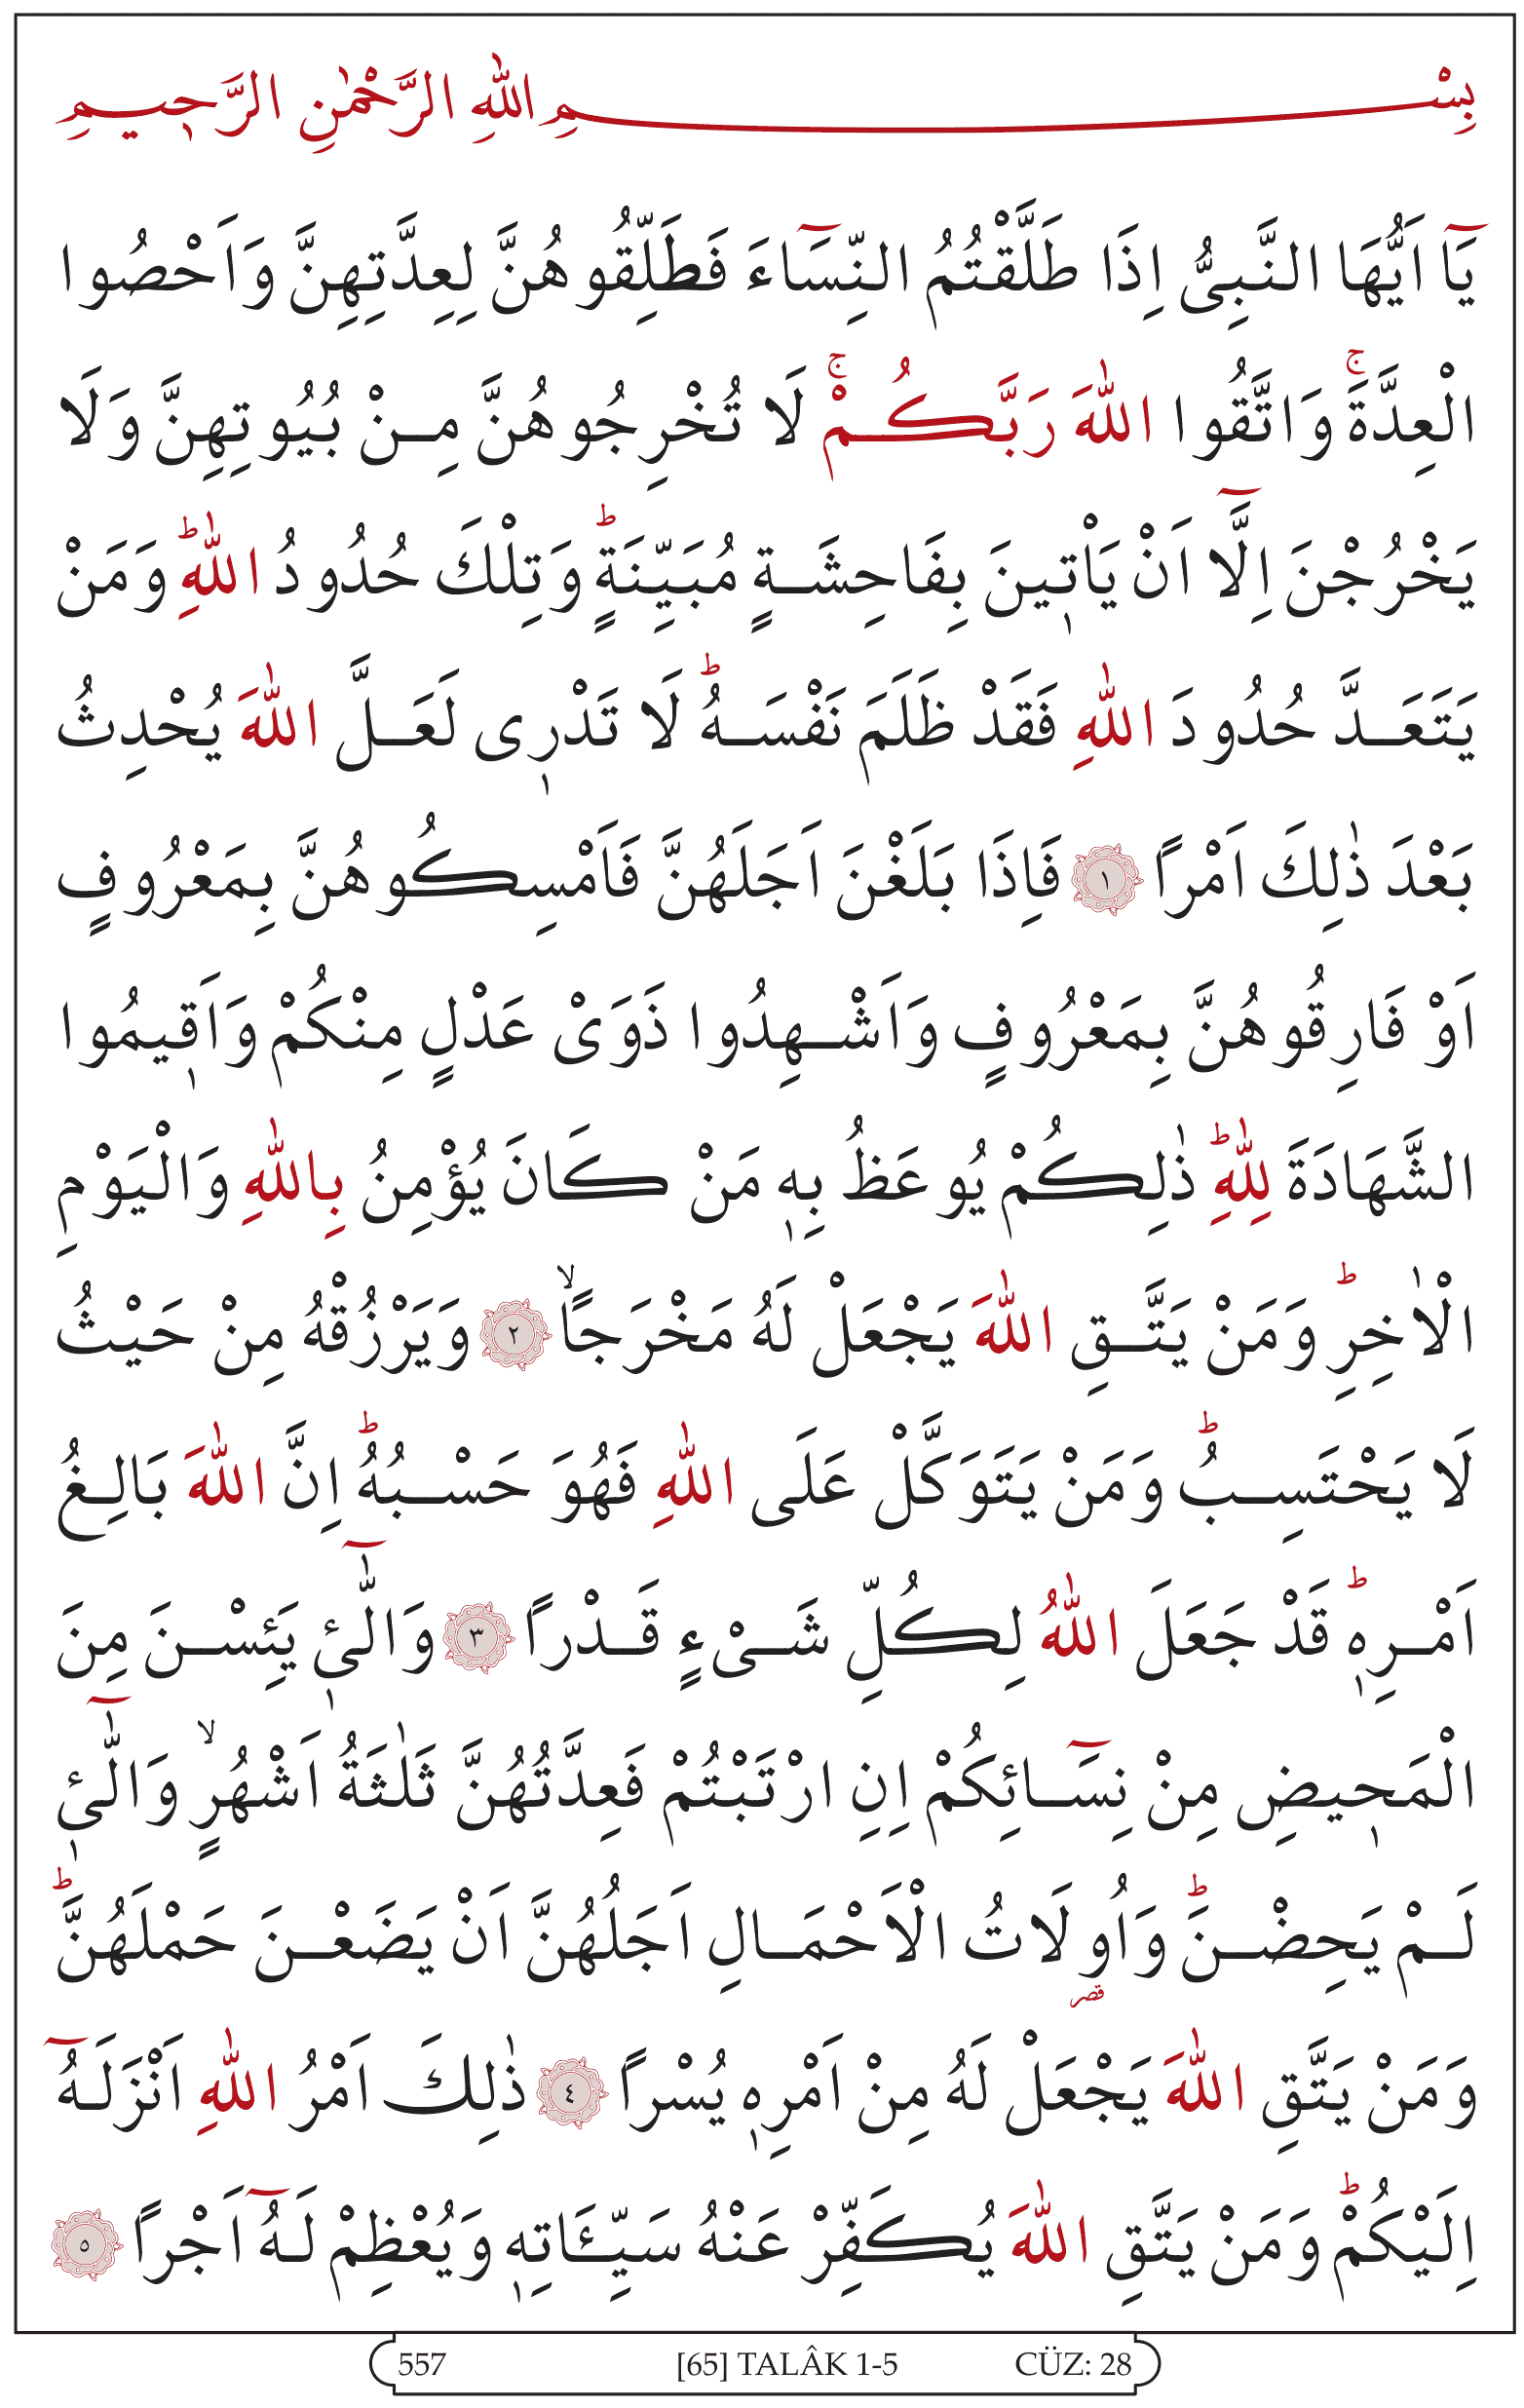 بِسْمِ اللّٰهِ الرَّحْمٰنِ الرَّحٖيمِ
يَٓا اَيُّهَا النَّبِىُّ اِذَا طَلَّقْتُمُ النِّسَٓاءَ فَطَلِّقُوهُنَّ لِعِدَّتِهِنَّ وَاَحْصُوا
الْعِدَّةَۚ وَاتَّقُوا اللّٰهَ رَبَّكُمْۚ لَا تُخْرِجُوهُنَّ مِنْ بُيُوتِهِنَّ وَلَا
يَخْرُجْنَ اِلَّٓا اَنْ يَاْتٖينَ بِفَاحِشَةٍ مُبَيِّنَةٍؕ وَتِلْكَ حُدُودُ اللّٰهِؕ وَمَنْ
يَتَعَدَّ حُدُودَ اللّٰهِ فَقَدْ ظَلَمَ نَفْسَهُؕ لَا تَدْرٖى لَعَلَّ اللّٰهَ يُحْدِثُ
بَعْدَ ذٰلِكَ اَمْرًا ﴿١﴾ فَاِذَا بَلَغْنَ اَجَلَهُنَّ فَاَمْسِكُوهُنَّ بِمَعْرُوفٍ
اَوْ فَارِقُوهُنَّ بِمَعْرُوفٍ وَاَشْهِدُوا ذَوَىْ عَدْلٍ مِنْكُمْ وَاَقٖيمُوا
الشَّهَادَةَ لِلّٰهِؕ ذٰلِكُمْ يُوعَظُ بِهٖ مَنْ كَانَ يُؤْمِنُ بِاللّٰهِ وَالْيَوْمِ
الْاٰخِرِؕ وَمَنْ يَتَّقِ اللّٰهَ يَجْعَلْ لَهُ مَخْرَجًاۙ ﴿٢﴾ وَيَرْزُقْهُ مِنْ حَيْثُ
لَا يَحْتَسِبُؕ وَمَنْ يَتَوَكَّلْ عَلَى اللّٰهِ فَهُوَ حَسْبُهُؕ اِنَّ اللّٰهَ بَالِغُ
اَمْرِهٖؕ قَدْ جَعَلَ اللّٰهُ لِكُلِّ شَىْءٍ قَدْرًا ﴿٣﴾ وَالّٰٓئٖ يَئِسْنَ مِنَ
الْمَحٖيضِ مِنْ نِسَٓائِكُمْ اِنِ ارْتَبْتُمْ فَعِدَّتُهُنَّ ثَلٰثَةُ اَشْهُرٍۙ وَالّٰٓئٖ
لَمْ يَحِضْنَؕ وَاُولَاتُ الْاَحْمَالِ اَجَلُهُنَّ اَنْ يَضَعْنَ حَمْلَهُنَّؕ
قصر
وَمَنْ يَتَّقِ اللّٰهَ يَجْعَلْ لَهُ مِنْ اَمْرِهٖ يُسْرًا ﴿٤﴾ ذٰلِكَ اَمْرُ اللّٰهِ اَنْزَلَهُٓ
اِلَيْكُمْؕ وَمَنْ يَتَّقِ اللّٰهَ يُكَفِّرْ عَنْهُ سَيِّـَٔاتِهٖ وَيُعْظِمْ لَهُٓ اَجْرًا ﴿٥﴾
557 [65] TALÂK 1-5 CÜZ: 28